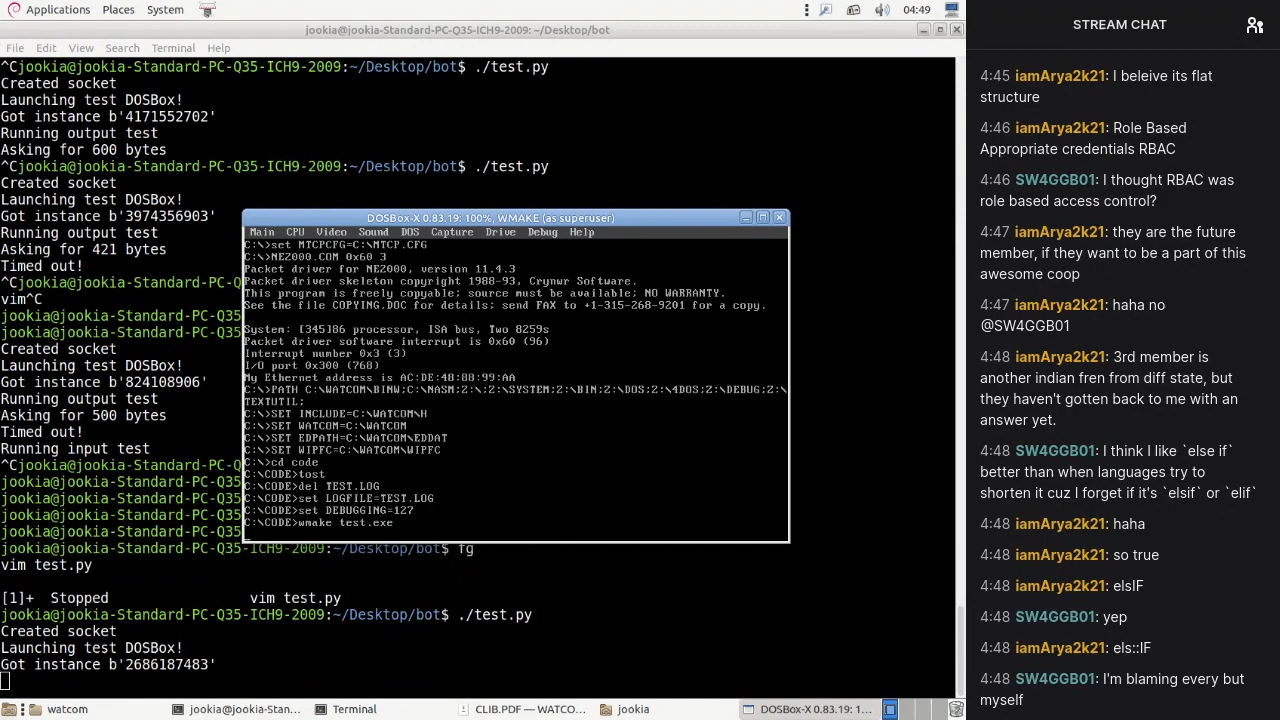 Applications Places System
04:49
jookia@jookia-Standard-PC-Q35-ICH9-2009: ~/Desktop/bot
File Edit View Search Terminal Help
^Cjookia@jookia-Standard-PC-Q35-ICH9-2009:~/Desktop/bot$ ./test.py
Created socket
Launching test DOSBox!
Got instance b'4171552702'
Running output test
Asking for 600 bytes
^Cjookia@jookia-Standard-PC-Q35-ICH9-2009:~/Desktop/bot$ ./test.py
Created socket
Launching test DOSBox!
Got instance b'3974356903'
Running output test
Asking for 421 bytes
Timed out!
^Cjookia@jookia-Standard-PC-Q3
vim^C
jookia@jookia-Standard-PC-Q35
jookia@jookia-Standard-PC-Q35
Created socket
Launching test DOSBox!
Got instance b'824108906'
Running output test
Asking for 500 bytes
Timed out!
Running input test
^Cjookia@jookia-Standard-PC-Q
jookia@jookia-Standard-PC-Q35
jookia@jookia-Standard-PC-Q35
jookia@jookia-Standard-PC-Q35
jookia@jookia-Standard-PC-Q35
jookia@jookia-Standard-PC-Q35-ICH9-2009:~/Desktop/bot$ fg
vim test.py
[1]+ Stopped vim test.py
jookia@jookia-Standard-PC-Q35-ICH9-2009:~/Desktop/bot$ ./test.py
Created socket
Launching test DOSBox!
Got instance b'2686187483'
DOSBox-X 0.83.19: 100%, WMAKE (as superuser)
Main CPU Video Sound DOS Capture Drive Debug Help
C:\>set MTCPCFG=C:\MTCP.CFG
C:\>NE2000.COM 0x60 3
Packet driver for NE2000, version 11.4.3
Packet driver skeleton copyright 1988-93, Crynwr Software.
This program is freely copyable; source must be available; NO WARRANTY.
See the file COPYING.DOC for details; send FAX to +1-315-268-9201 for a copy.
System: [345]86 processor, ISA bus, Two 8259s
Packet driver software interrupt is 0x60 (96)
Interrupt number 0x3 (3)
I/O port 0x300 (768)
My Ethernet address is AC:DE:48:88:99:AA
C:\>PATH C:\WATCOM\BINW;C:\NASM;Z:\;Z:\SYSTEM;Z:\BIN;Z:\DOS;Z:\4DOS;Z:\DEBUG;Z:\
TEXTUTIL;
C:\>SET INCLUDE=C:\WATCOM\H
C:\>SET WATCOM=C:\WATCOM
C:\>SET EDPATH=C:\WATCOM\EDDAT
C:\>SET WIPFC=C:\WATCOM\WIPFC
C:\>cd code
C:\CODE>tost
C:\CODE>del TEST.LOG
C:\CODE>set LOGFILE=TEST.LOG
C:\CODE>set DEBUGGING=127
C:\CODE>wmake test.exe
watcom
jookia@jookia-Stan...
Terminal
CLIB.PDF — WATCO...
jookia
DOSBox-X 0.83.19: 1...
STREAM CHAT
4:45 iamArya2k21: I beleive its flat
structure
4:46 iamArya2k21: Role Based
Appropriate credentials RBAC
4:46 SW4GGB01: I thought RBAC was
role based access control?
4:47 iamArya2k21: they are the future
member, if they want to be a part of this
awesome coop
4:47 iamArya2k21: haha no
@SW4GGB01
4:48 iamArya2k21: 3rd member is
another indian fren from diff state, but
they haven't gotten back to me with an
answer yet.
4:48 SW4GGB01: I think I like `else if`
better than when languages try to
shorten it cuz I forget if it's `elsif` or `elif`
4:48 iamArya2k21: haha
4:48 iamArya2k21: so true
4:48 iamArya2k21: elsIF
4:48 SW4GGB01: yep
4:48 iamArya2k21: els::IF
4:48 SW4GGB01: I'm blaming every but
myself